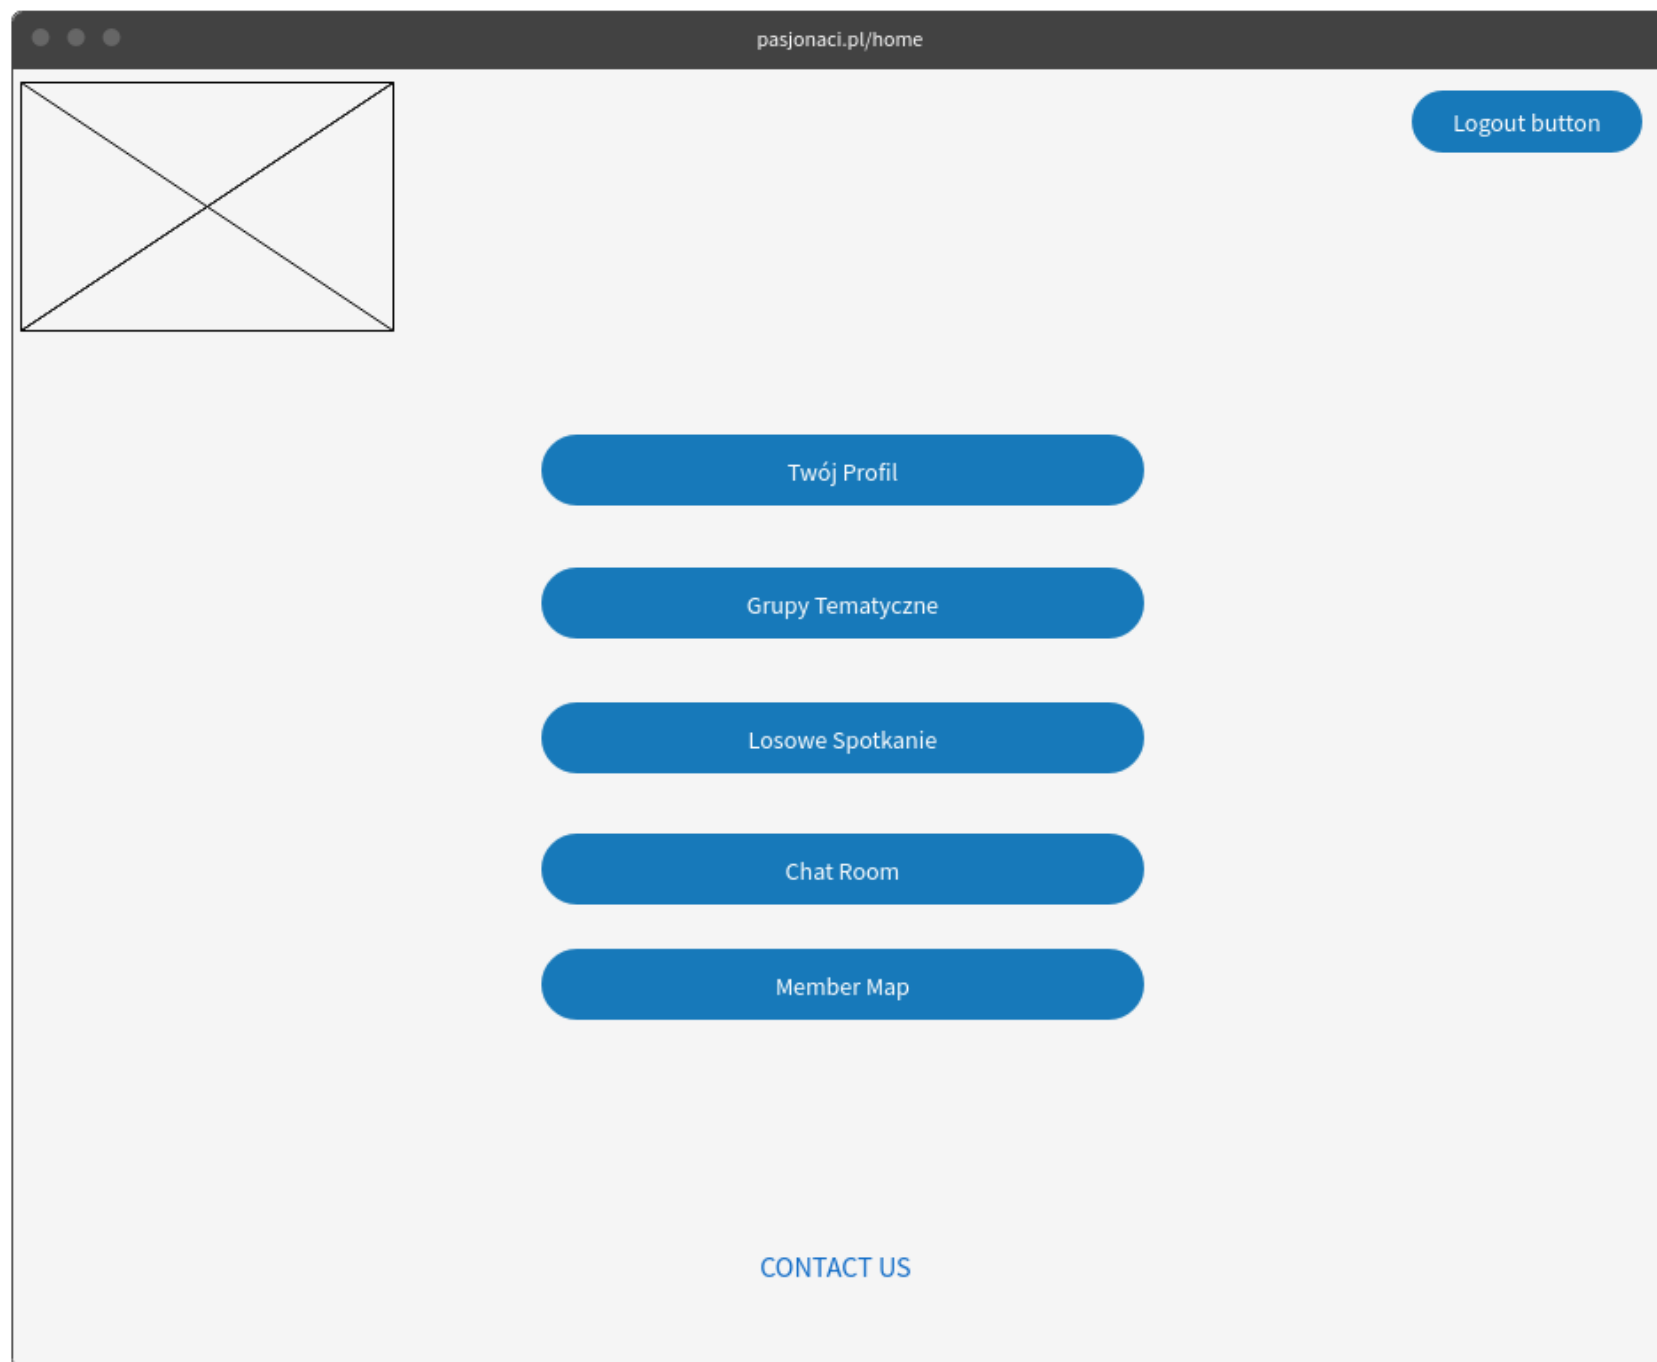 pasjonaci.pl/home
Logout button
Twój Profil
Grupy Tematyczne
Losowe Spotkanie
Chat Room
Member Map
CONTACT US